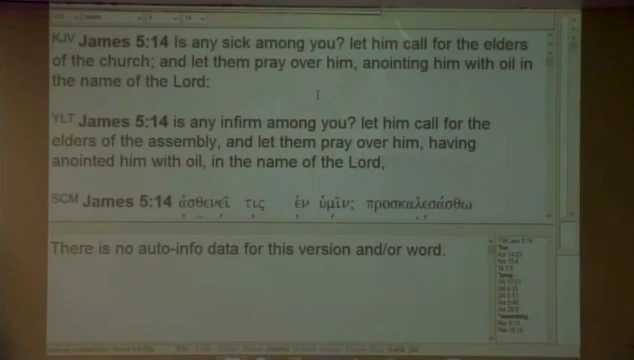 KJV James 5:14 Is any sick among you? let him call for the elders
of the church; and let them pray over him, anointing him with oil in
the name of the Lord:
YLT James 5:14 is any infirm among you? let him call for the
elders of the assembly, and let them pray over him, having
anointed him with oil, in the name of the Lord,
SCM James 5:14 ἀσθενεῖ τις ἐν ὑμῖν; προσκαλεσάσθω
There is no auto-info data for this version and/or word.